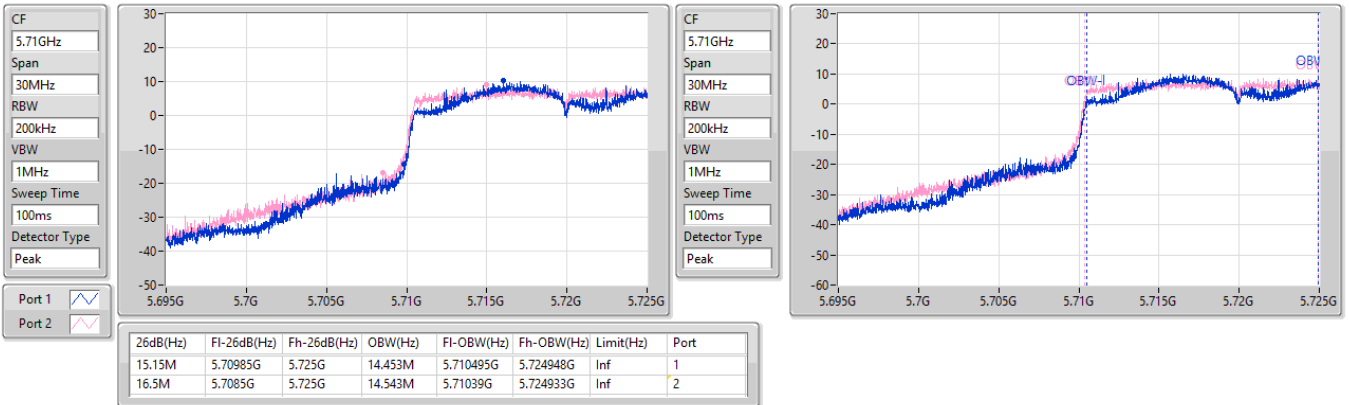 CF
5.71GHz
Span
30MHz
RBW
200kHz
VBW
1MHz
Sweep Time
100ms
Detector Type
Peak
Port 1
Port 2
30
20
10
0
-10
-20
-30
-40
-50
5.695G 5.7G 5.705G 5.71G 5.715G 5.72G 5.725G
CF
5.71GHz
Span
30MHz
RBW
200kHz
VBW
1MHz
Sweep Time
100ms
Detector Type
Peak
30
20
10
0
-10
-20
-30
-40
-50
-60
OBW-l
OBW
5.695G 5.7G 5.705G 5.71G 5.715G 5.72G 5.725G
26dB(Hz) Fl-26dB(Hz) Fh-26dB(Hz) OBW(Hz) Fl-OBW(Hz) Fh-OBW(Hz) Limit(Hz) Port
15.15M 5.70985G 5.725G 14.453M 5.710495G 5.724948G Inf 1
16.5M 5.7085G 5.725G 14.543M 5.71039G 5.724933G Inf 2